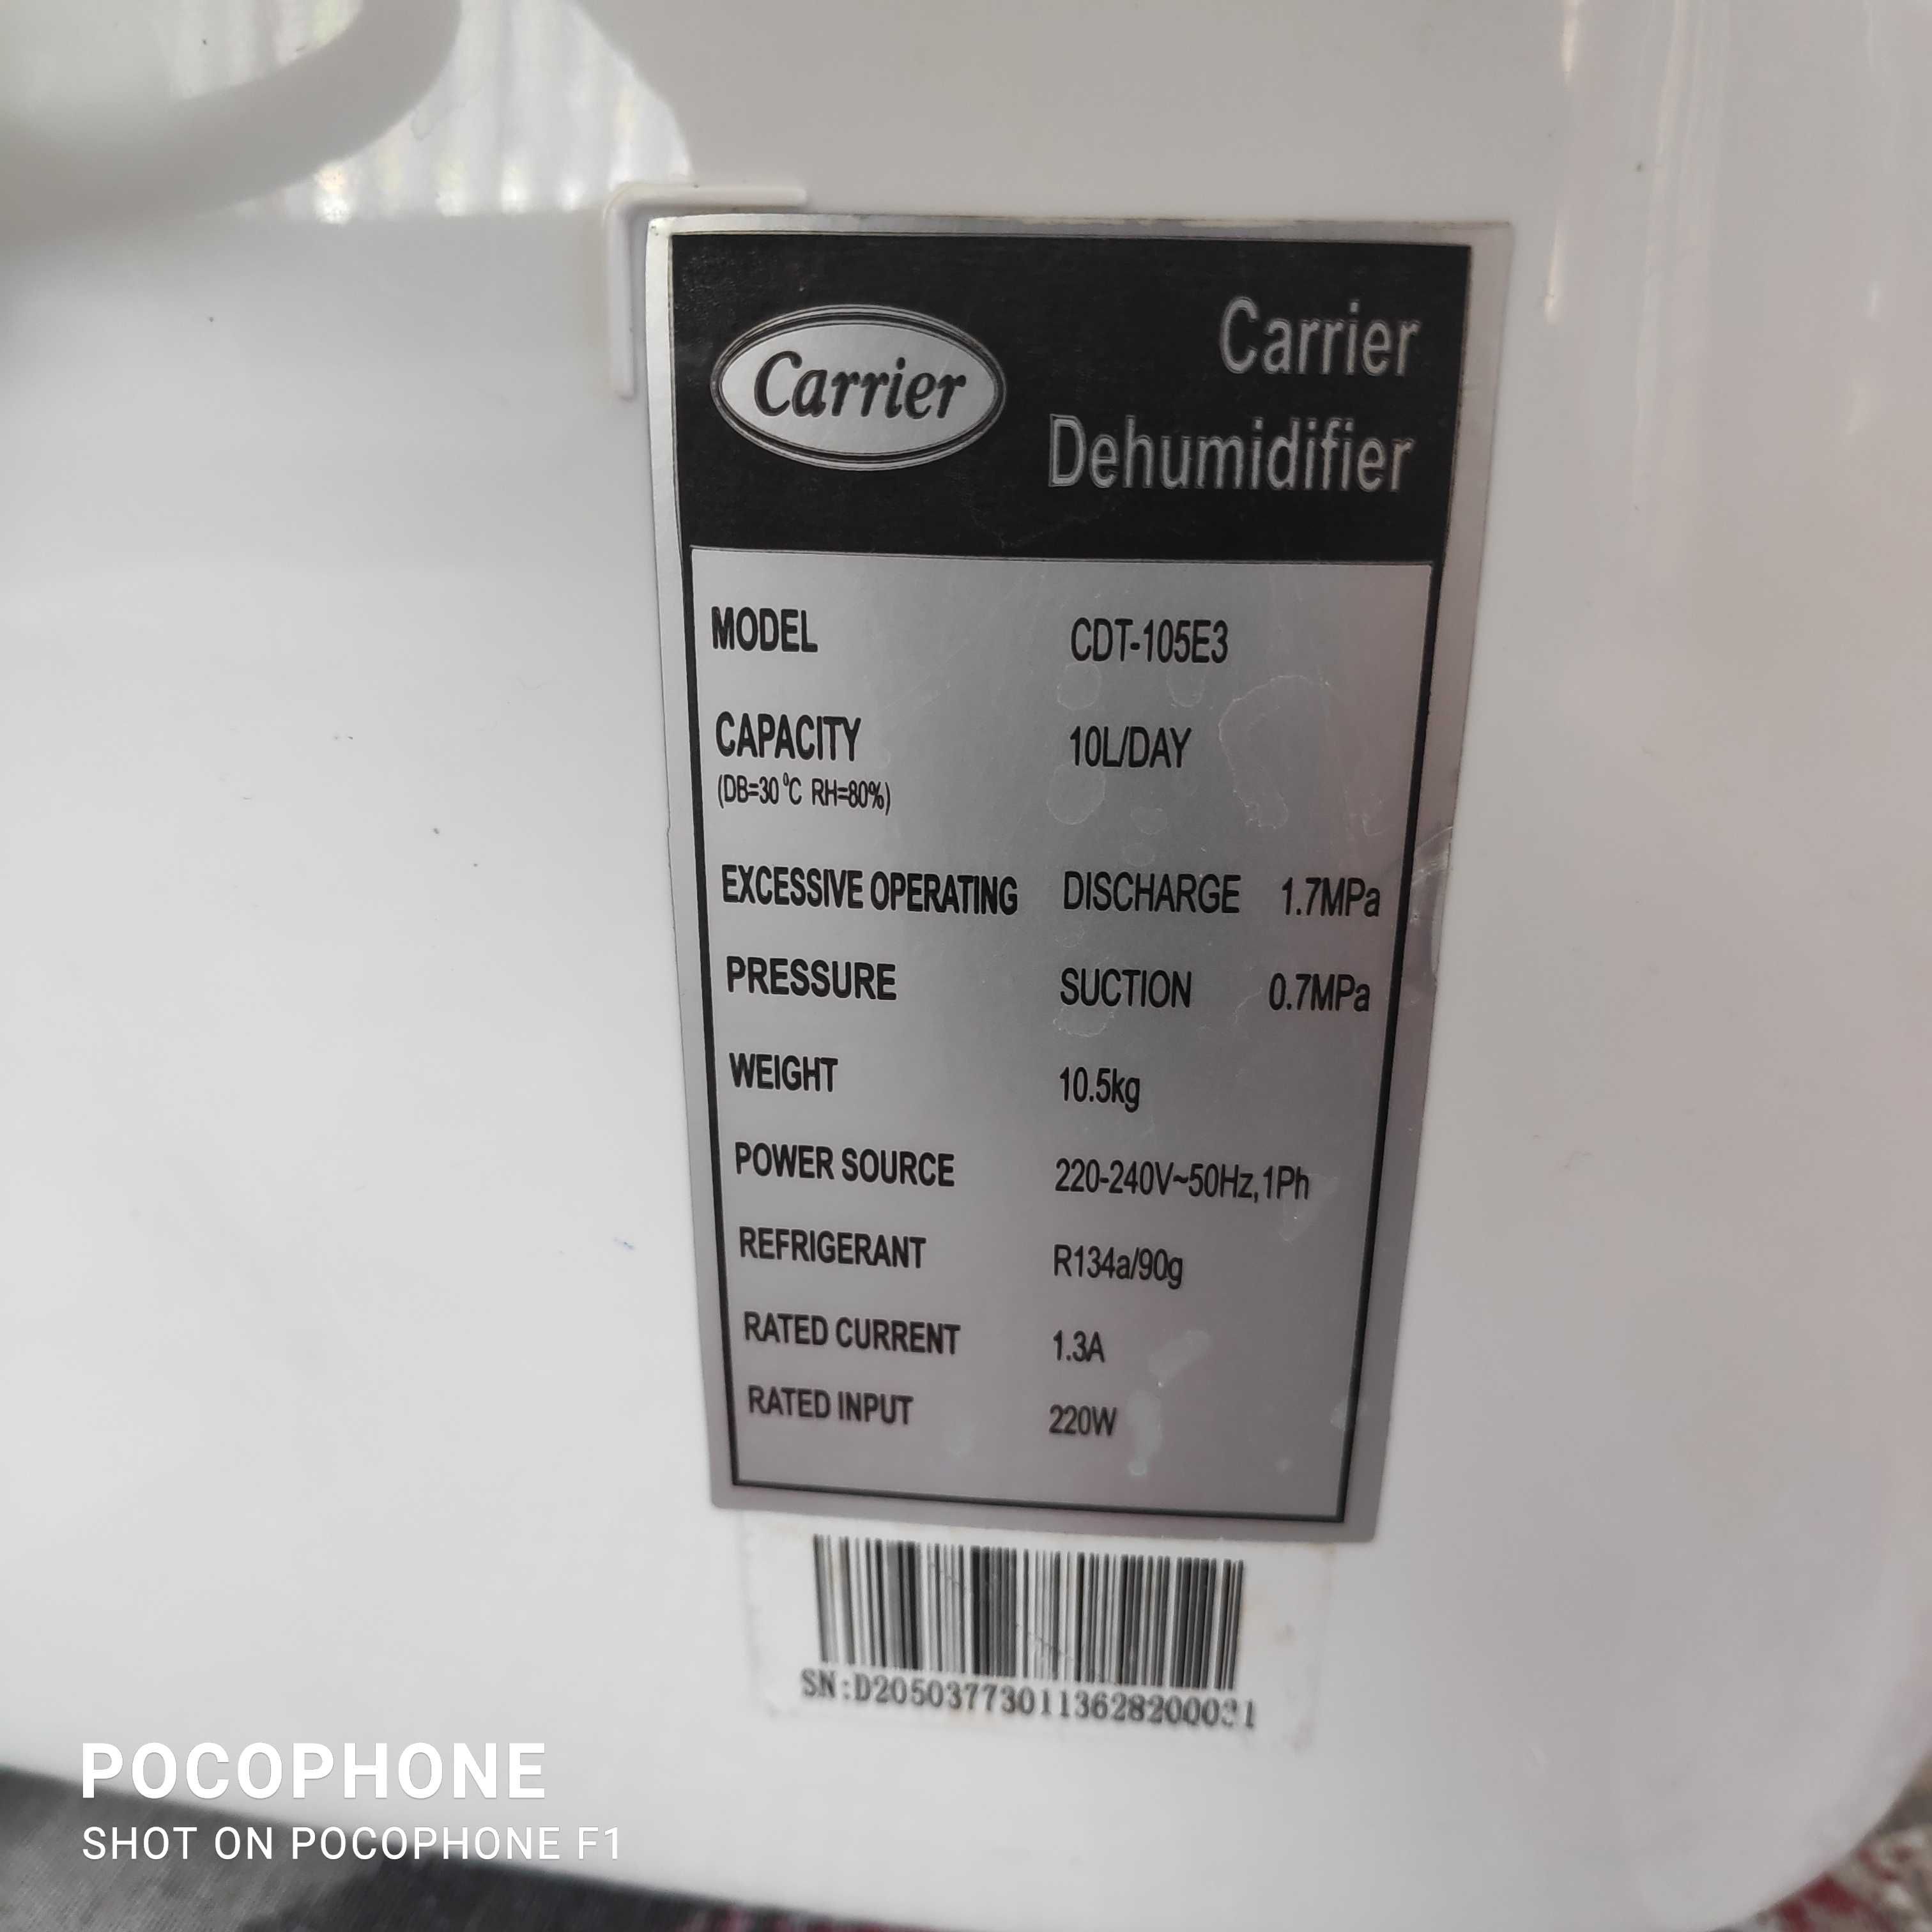 Carrier
Carrier
Dehumidifier
MODEL CDT-105E3
CAPACITY 10L/DAY
(DB=30℃ RH=80%)
EXCESSIVE OPERATING DISCHARGE 1.7MPa
PRESSURE SUCTION 0.7MPa
WEIGHT 10.5kg
POWER SOURCE 220-240V~50Hz,1Ph
REFRIGERANT R134a/90g
RATED CURRENT 1.3A
RATED INPUT 220W
POCOPHONE
SHOT ON POCOPHONE F1